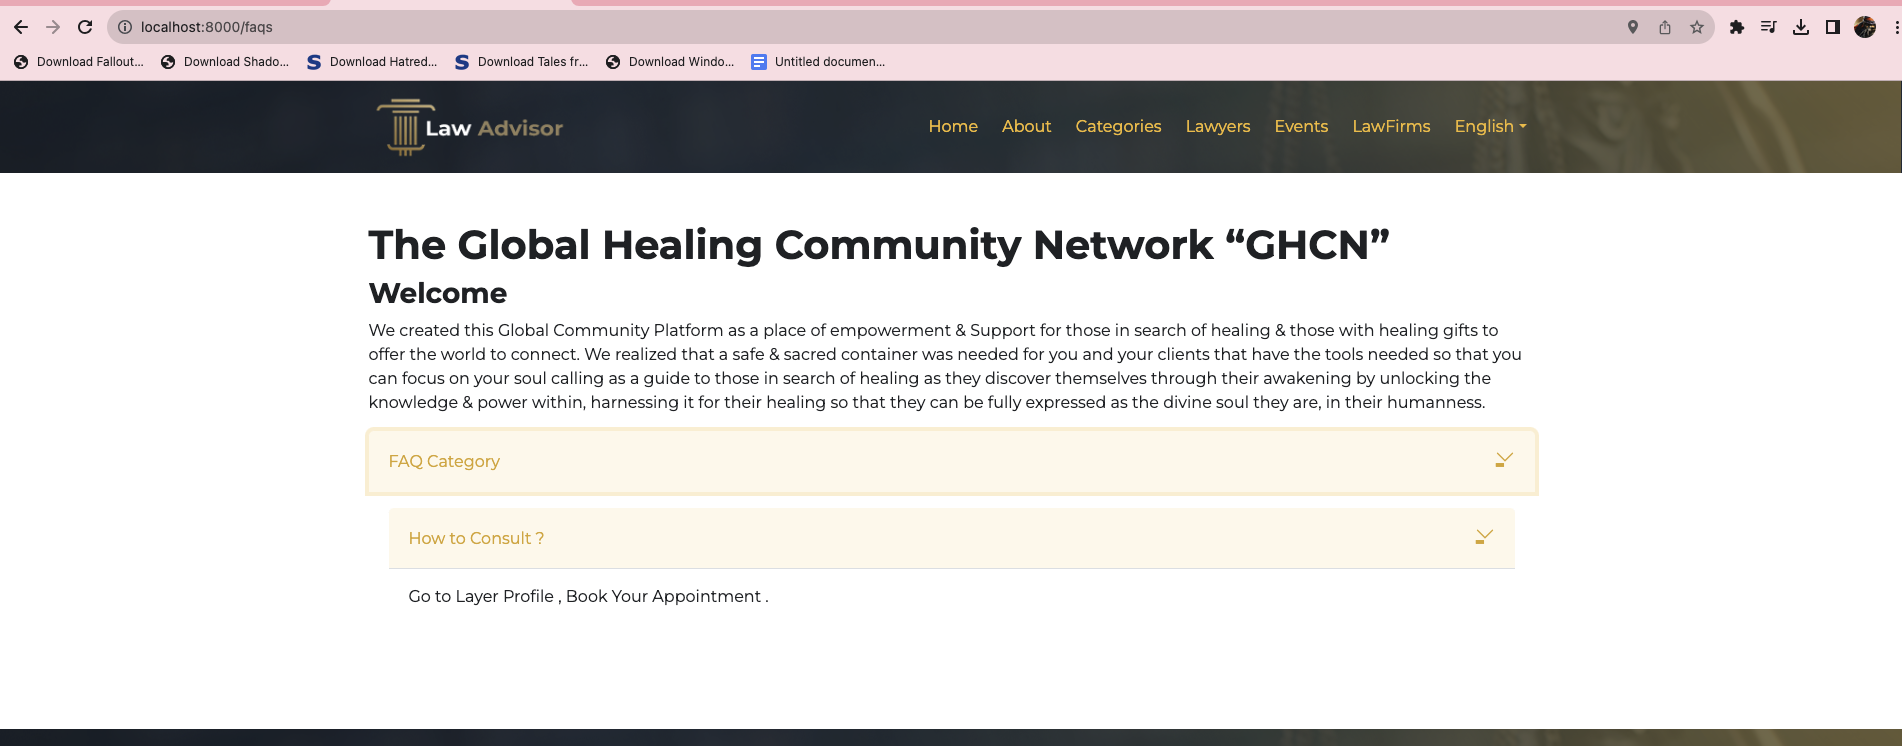 localhost:8000/faqs
Download Fallout...
Download Shado...
Download Hatred...
Download Tales fr...
Download Windo...
Untitled documen...
Law Advisor
Home
About
Categories
Lawyers
Events
LawFirms
English
The Global Healing Community Network “GHCN”
Welcome
We created this Global Community Platform as a place of empowerment & Support for those in search of healing & those with healing gifts to
offer the world to connect. We realized that a safe & sacred container was needed for you and your clients that have the tools needed so that you
can focus on your soul calling as a guide to those in search of healing as they discover themselves through their awakening by unlocking the
knowledge & power within, harnessing it for their healing so that they can be fully expressed as the divine soul they are, in their humanness.
FAQ Category
How to Consult ?
Go to Layer Profile , Book Your Appointment .